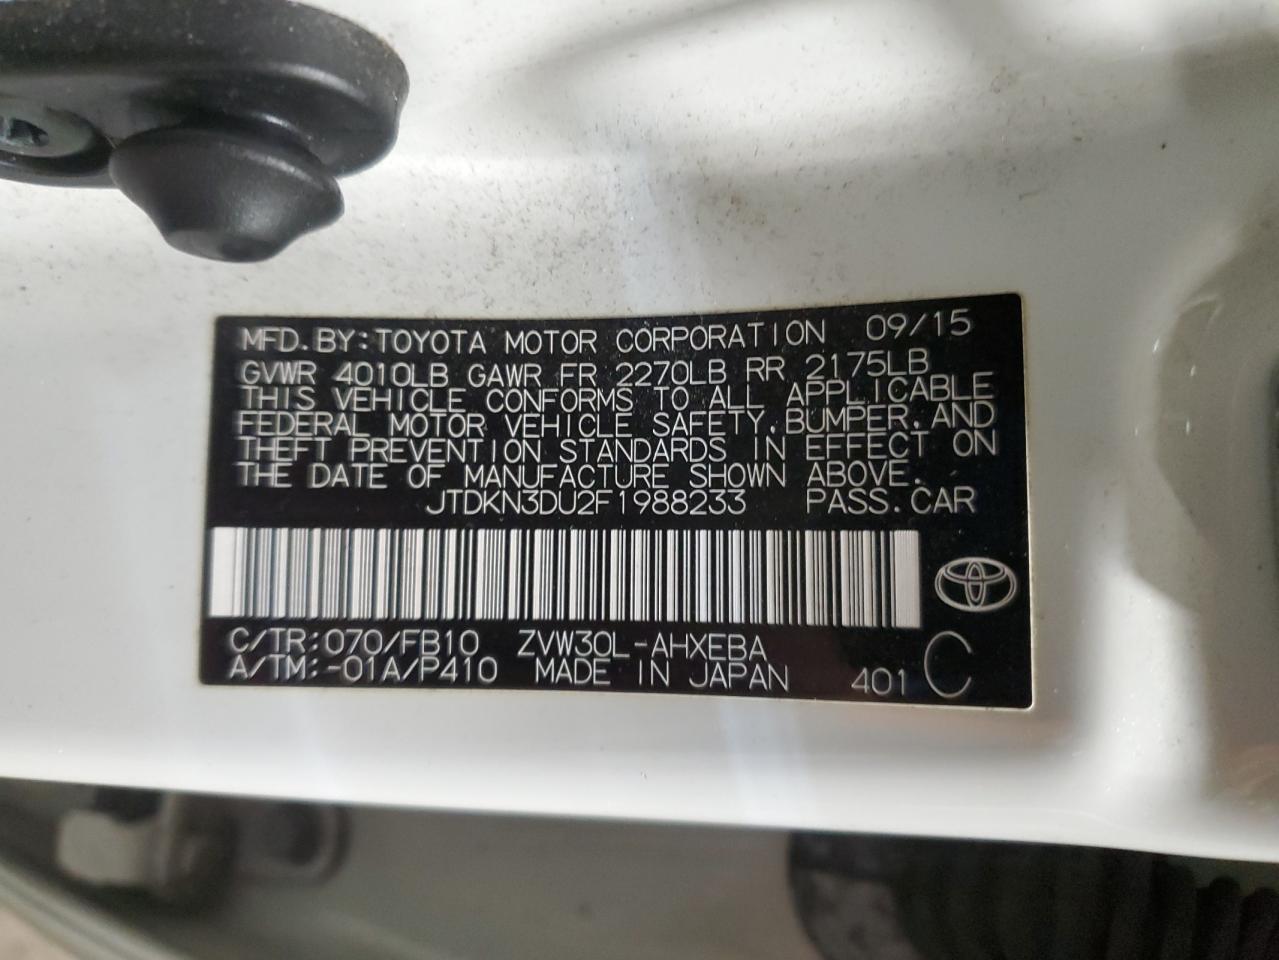 MFD.BY:TOYOTA MOTOR CORPORATION 09/15
GVWR 4010LB GAWR FR 2270LB RR 2175LB
THIS VEHICLE CONFORMS TO ALL APPLICABLE
FEDERAL MOTOR VEHICLE SAFETY,BUMPER,AND
THEFT PREVENTION STANDARDS IN EFFECT ON
THE DATE OF MANUFACTURE SHOWN ABOVE.
JTDKN3DU2F1988233 PASS.CAR
C/TR:070/FB10 ZVW30L-AHXEBA
A/TM:-01A/P410 MADE IN JAPAN 401 C